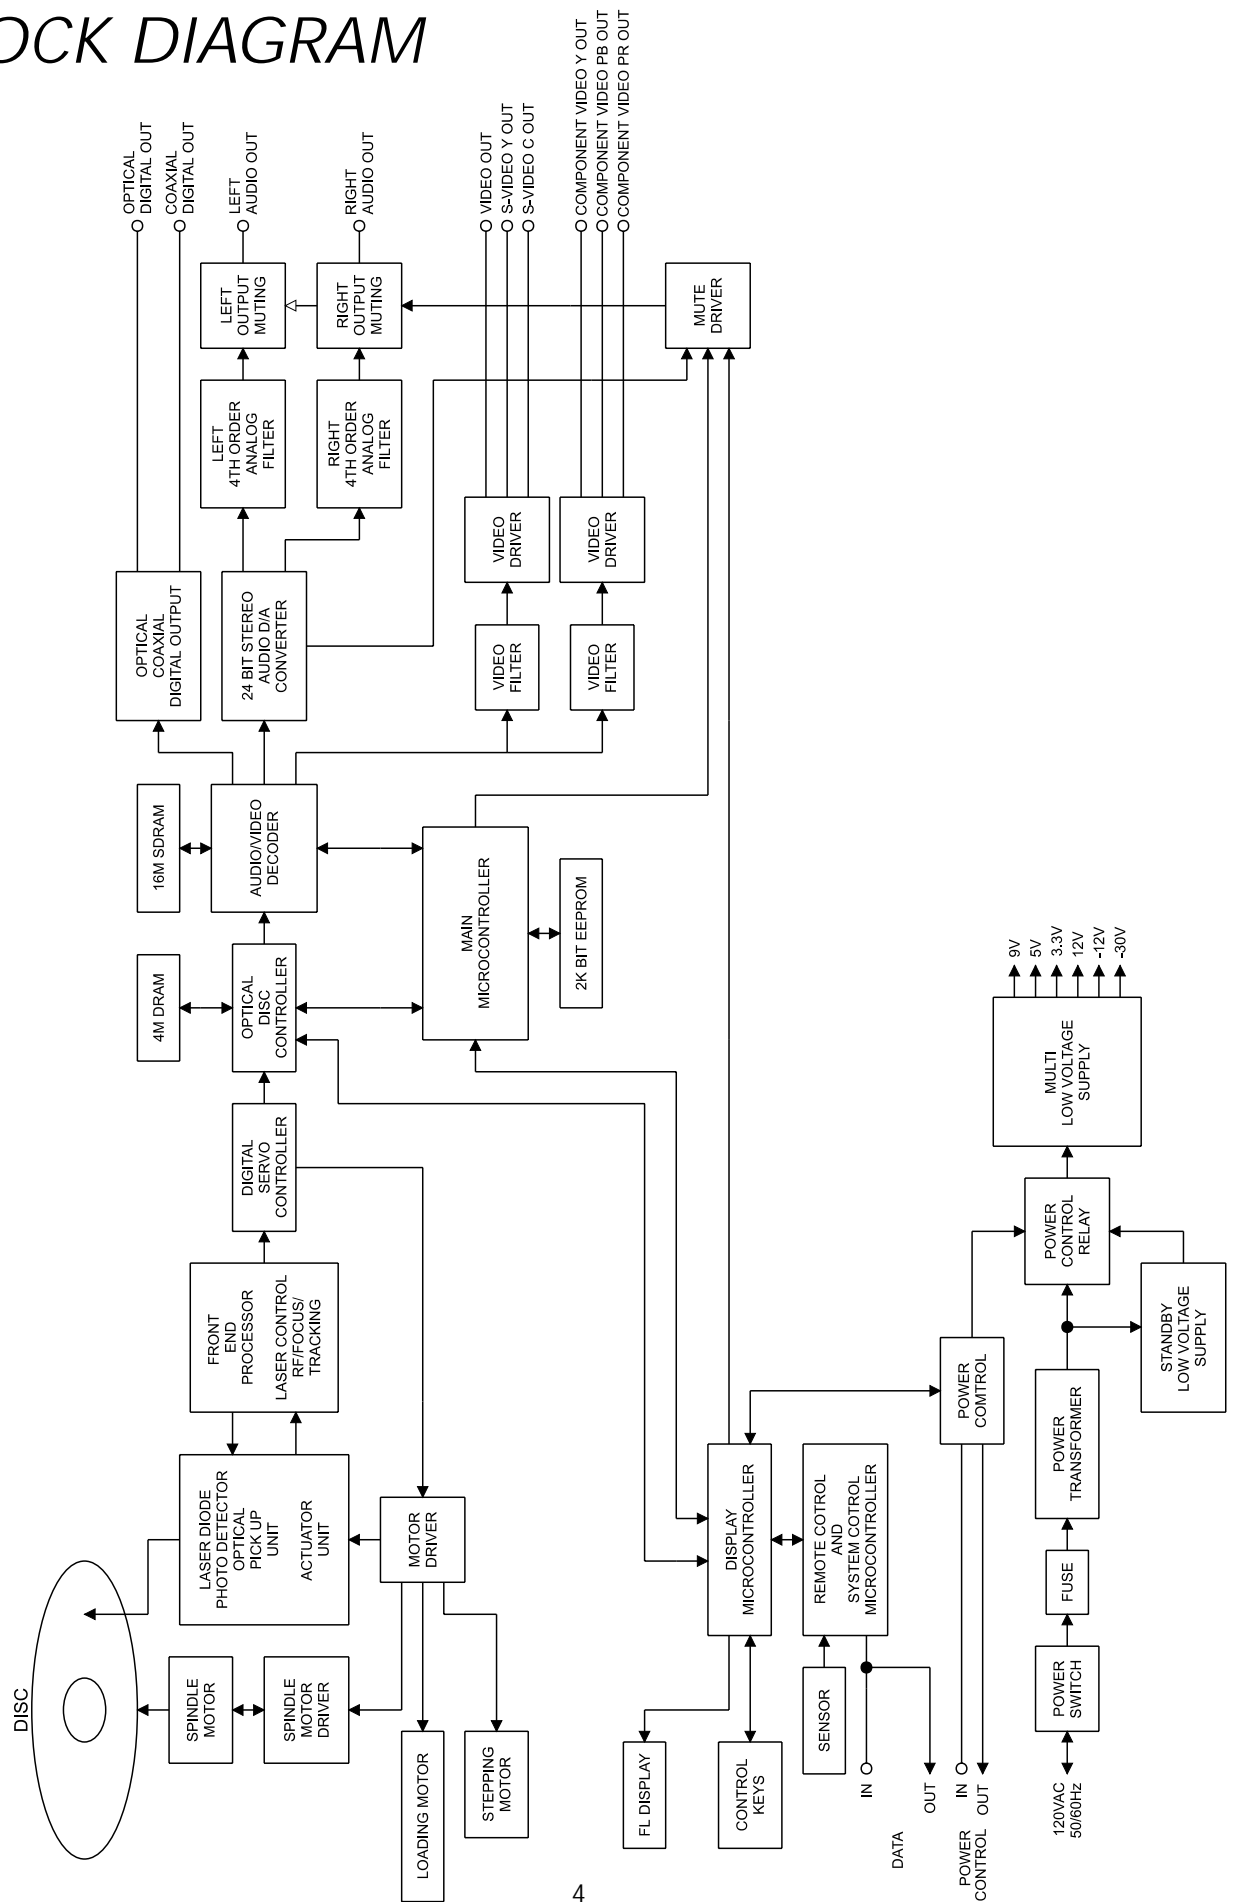 OCK DIAGRAM
OPTICAL
DIGITAL OUT
COAXIAL
DIGITAL OUT
LEFT
AUDIO OUT
RIGHT
AUDIO OUT
VIDEO OUT
S-VIDEO Y OUT
S-VIDEO C OUT
COMPONENT VIDEO Y OUT
COMPONENT VIDEO PB OUT
COMPONENT VIDEO PR OUT
LEFT
OUTPUT
MUTING
RIGHT
OUTPUT
MUTING
MUTE
DRIVER
LEFT
4TH ORDER
ANALOG
FILTER
RIGHT
4TH ORDER
ANALOG
FILTER
VIDEO
DRIVER
VIDEO
DRIVER
OPTICAL
COAXIAL
DIGITAL OUTPUT
24 BIT STEREO
AUDIO D/A
CONVERTER
VIDEO
FILTER
VIDEO
FILTER
16M SDRAM
AUDIO/VIDEO
DECODER
MAIN
MICROCONTROLLER
2K BIT EEPROM
4M DRAM
OPTICAL
DISC
CONTROLLER
9V
5V
3.3V
12V
-12V
-30V
MULTI
LOW VOLTAGE
SUPPLY
DIGITAL
SERVO
CONTROLLER
POWER
CONTROL
RELAY
FRONT
END
PROCESSOR
LASER CONTROL
RF/FOCUS/
TRACKING
STANDBY
LOW VOLTAGE
SUPPLY
POWER
COMTROL
POWER
TRANSFORMER
LASER DIODE
PHOTO DETECTOR
OPTICAL
PICK UP
UNIT
ACTUATOR
UNIT
MOTOR
DRIVER
DISPLAY
MICROCONTROLLER
REMOTE COTROL
AND
SYSTEM COTROL
MICROCONTROLLER
FUSE
DISC
SPINDLE
MOTOR
SPINDLE
MOTOR
DRIVER
POWER
SWITCH
SENSOR
LOADING MOTOR
STEPPING
MOTOR
FL DISPLAY
CONTROL
KEYS
IN
OUT
DATA
IN
OUT
POWER
CONTROL
120VAC
50/60Hz
4